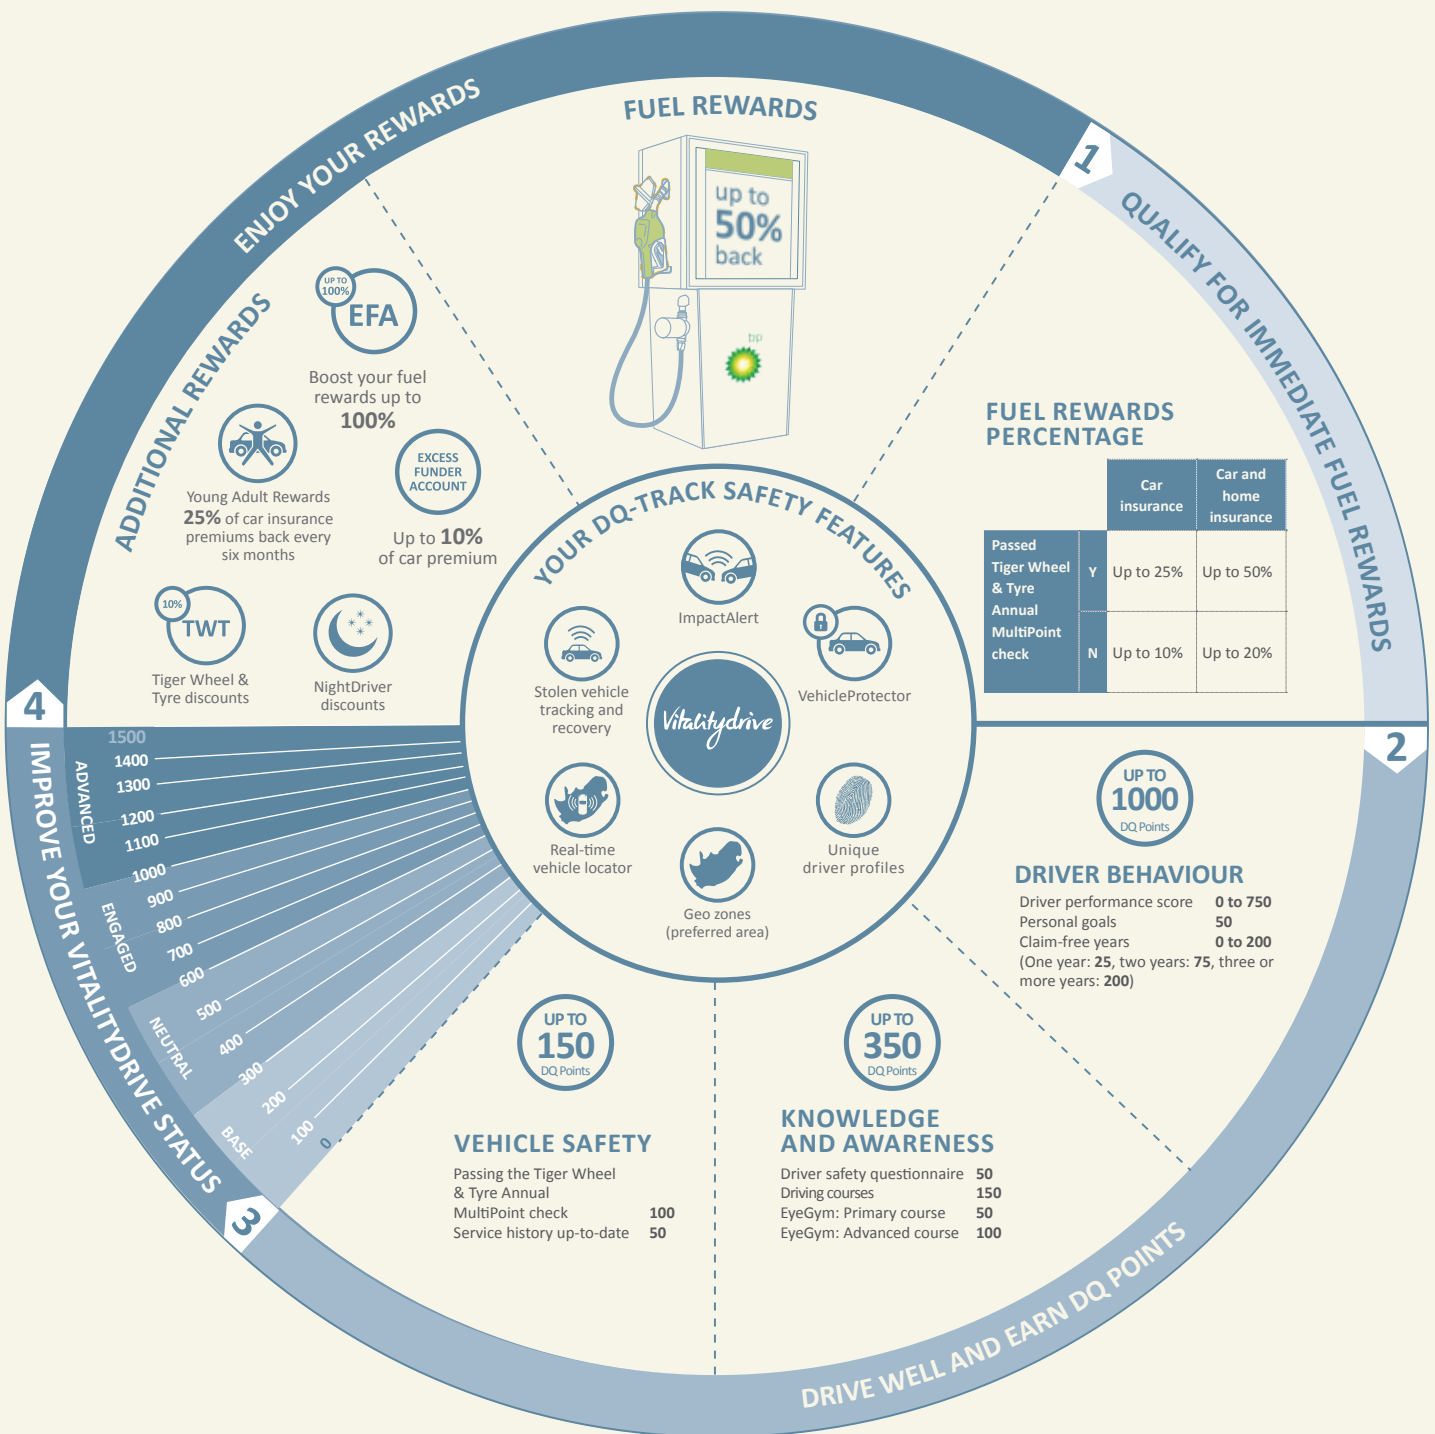 ENJOY YOUR REWARDS
FUEL REWARDS
up to
50%
back
bp
1
QUALIFY FOR IMMEDIATE FUEL REWARDS
FUEL REWARDS
PERCENTAGE
Car
insurance
Car and
home
insurance
Passed
Tiger Wheel
& Tyre
Annual
MultiPoint
check
Y
Up to 25%
Up to 50%
N
Up to 10%
Up to 20%
ADDITIONAL REWARDS
UP TO
100%
EFA
Boost your fuel
rewards up to
100%
Young Adult Rewards
25% of car insurance
premiums back every
six months
EXCESS
FUNDER
ACCOUNT
Up to 10%
of car premium
10%
TWT
Tiger Wheel &
Tyre discounts
NightDriver
discounts
YOUR DQ-TRACK SAFETY FEATURES
ImpactAlert
Stolen vehicle
tracking and
recovery
VehicleProtector
Vitalitydrive
Real-time
vehicle locator
Unique
driver profiles
Geo zones
(preferred area)
2
DRIVE WELL AND EARN DQ POINTS
UP TO
1000
DQ Points
DRIVER BEHAVIOUR
Driver performance score 0 to 750
Personal goals 50
Claim-free years 0 to 200
(One year: 25, two years: 75, three or
more years: 200)
UP TO
350
DQ Points
KNOWLEDGE
AND AWARENESS
Driver safety questionnaire 50
Driving courses 150
EyeGym: Primary course 50
EyeGym: Advanced course 100
UP TO
150
DQ Points
VEHICLE SAFETY
Passing the Tiger Wheel
& Tyre Annual
MultiPoint check 100
Service history up-to-date 50
3
IMPROVE YOUR VITALITYDRIVE STATUS
4
ADVANCED
1500
1400
1300
1200
1100
1000
ENGAGED
900
800
700
600
NEUTRAL
500
400
300
BASE
200
100
0